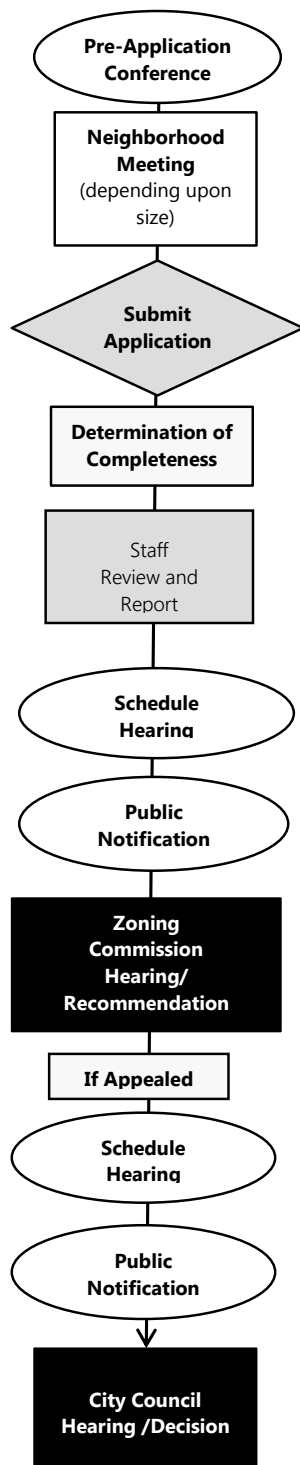 Pre-Application
Conference
Neighborhood
Meeting
(depending upon
size)
Submit
Application
Determination of
Completeness
Staff
Review and
Report
Schedule
Hearing
Public
Notification
Zoning
Commission
Hearing/
Recommendation
If Appealed
Schedule
Hearing
Public
Notification
City Council
Hearing /Decision